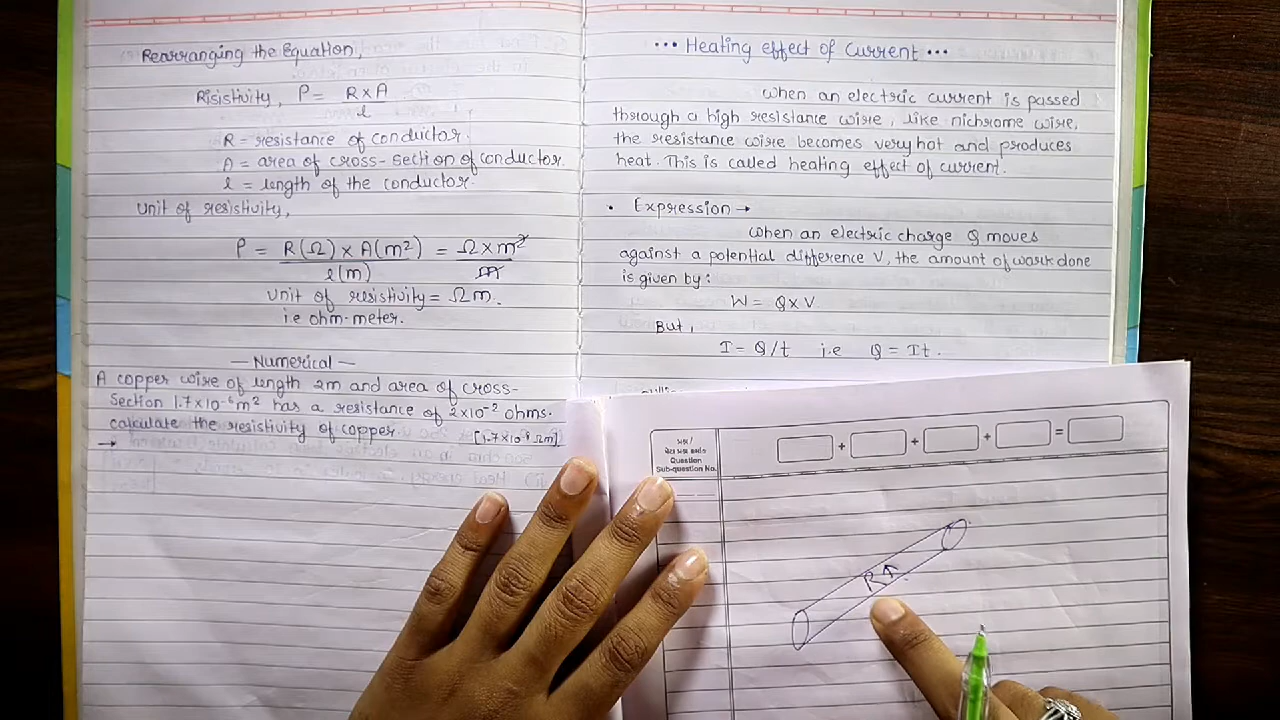 Rearranging the Equation,
Risistivity, P = R×A
l
R = resistance of conductor.
A = area of cross-section of conductor
l = length of the conductor.
Unit of resistivity,
P = R(Ω) × A(m²) = Ω × m²
l(m) m
Unit of resistivity = Ωm.
i.e ohm-meter.
— Numerical —
A copper wire of length 2m and area of cross-
section 1.7×10⁻⁶m² has a resistance of 2×10⁻² ohms.
calculate the resistivity of copper. [1.7×10⁻⁸ Ωm]
→
••• Heating effect of Current •••
When an electric current is passed
through a high resistance wire, like nichrome wire,
the resistance wire becomes very hot and produces
heat. This is called heating effect of current.
• Expression →
When an electric charge Q moves
against a potential difference V, the amount of work done
is given by:
W = Q×V
But,
I = Q/t i.e Q = It.
Question
Sub-question No.
+ + + =
R↑